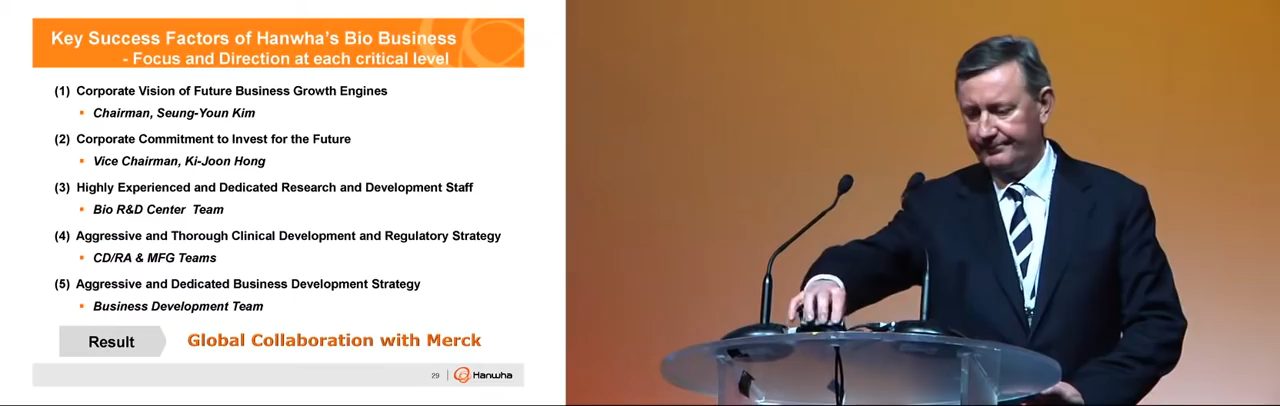 Key Success Factors of Hanwha's Bio Business
- Focus and Direction at each critical level
(1) Corporate Vision of Future Business Growth Engines
▪ Chairman, Seung-Youn Kim
(2) Corporate Commitment to Invest for the Future
▪ Vice Chairman, Ki-Joon Hong
(3) Highly Experienced and Dedicated Research and Development Staff
▪ Bio R&D Center Team
(4) Aggressive and Thorough Clinical Development and Regulatory Strategy
▪ CD/RA & MFG Teams
(5) Aggressive and Dedicated Business Development Strategy
▪ Business Development Team
Result Global Collaboration with Merck
29 | Hanwha